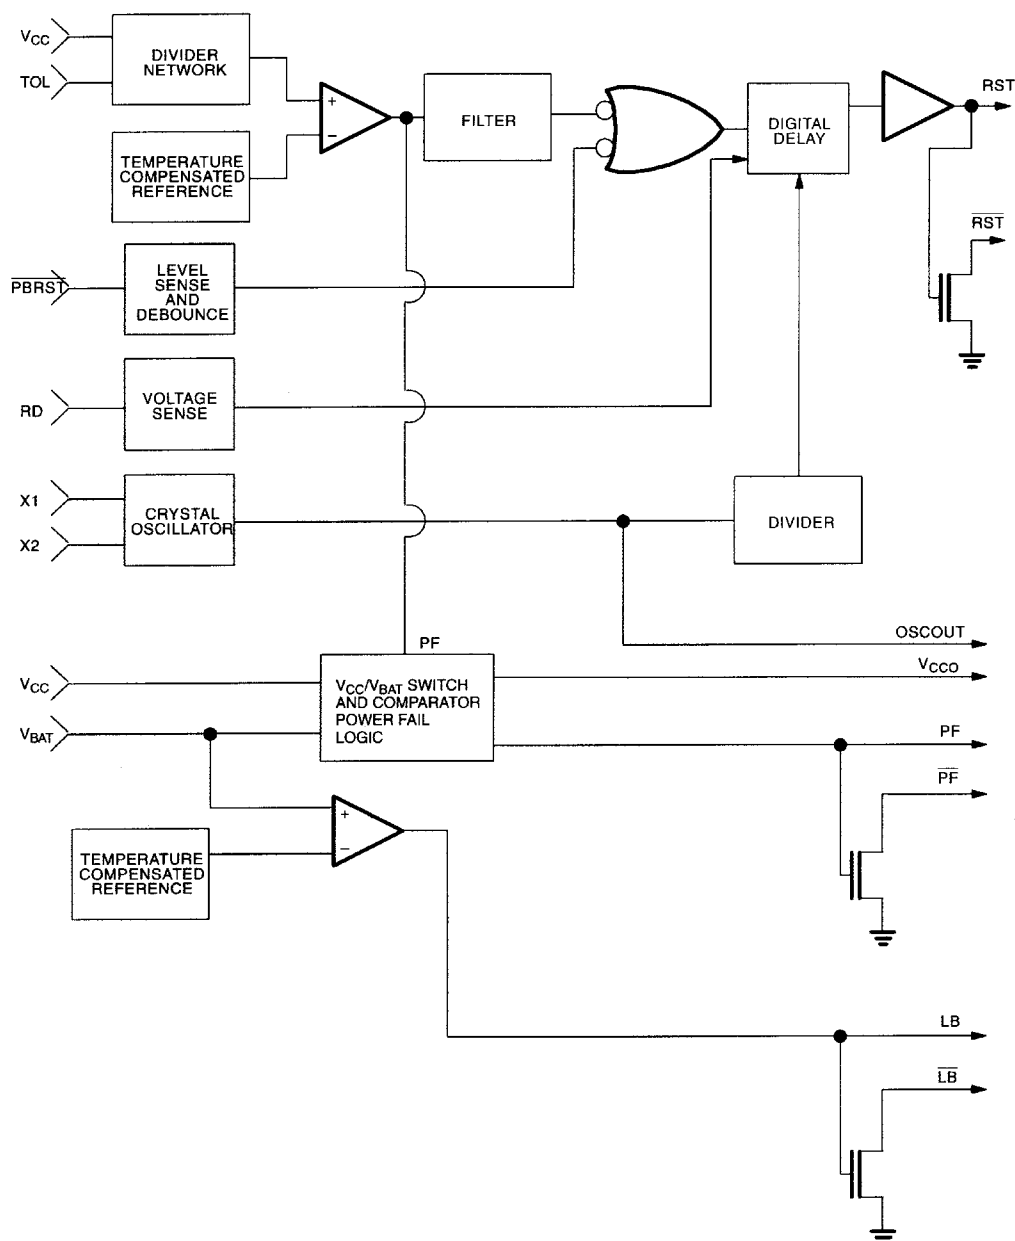 VCC
TOL
DIVIDER
NETWORK
TEMPERATURE
COMPENSATED
REFERENCE
+
−
FILTER
DIGITAL
DELAY
RST
RST
PBRST
LEVEL
SENSE
AND
DEBOUNCE
RD
VOLTAGE
SENSE
X1
X2
CRYSTAL
OSCILLATOR
DIVIDER
OSCOUT
PF
VCC
VBAT
VCC/VBAT SWITCH
AND COMPARATOR
POWER FAIL
LOGIC
VCCO
PF
PF
TEMPERATURE
COMPENSATED
REFERENCE
+
−
LB
LB